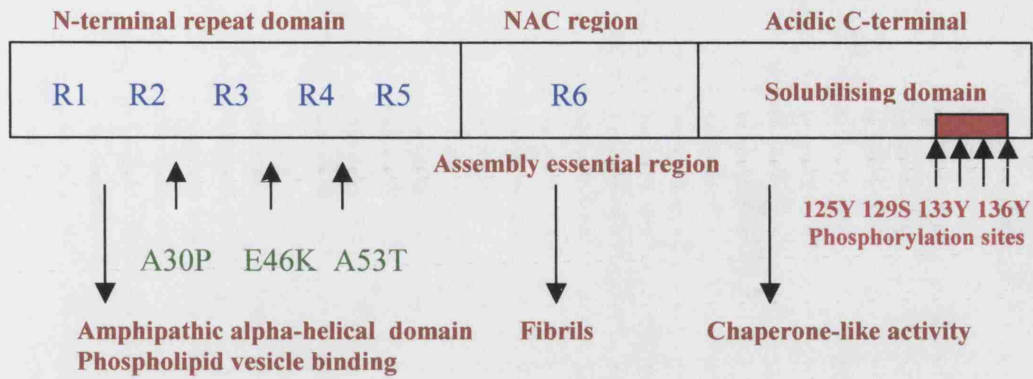 N-terminal repeat domain NAC region Acidic C-terminal
R1 R2 R3 R4 R5 R6 Solubilising domain
Assembly essential region
125Y 129S 133Y 136Y
Phosphorylation sites
A30P E46K A53T
Amphipathic alpha-helical domain Fibrils Chaperone-like activity
Phospholipid vesicle binding